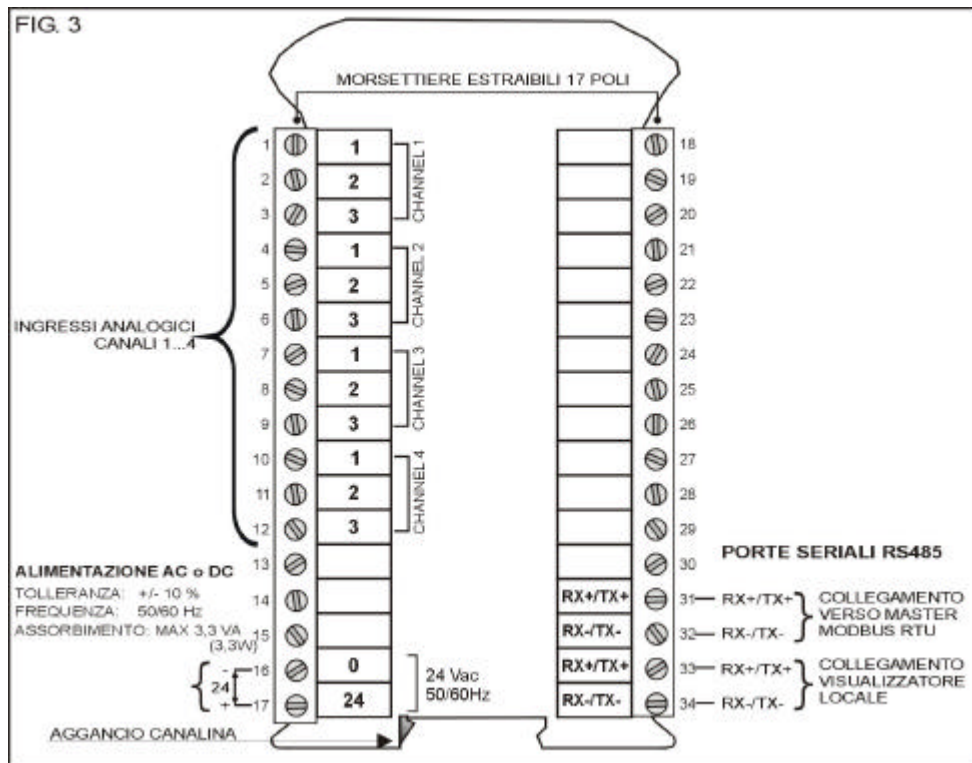 FIG. 3
MORSETTIERE ESTRAIBILI 17 POLI
INGRESSI ANALOGICI
CANALI 1...4
1 1
2 2
3 3
CHANNEL 1
4 1
5 2
6 3
CHANNEL 2
7 1
8 2
9 3
CHANNEL 3
10 1
11 2
12 3
CHANNEL 4
13
14
15
16 0
17 24
24 Vac
50/60Hz
ALIMENTAZIONE AC o DC
TOLLERANZA: +/- 10 %
FREQUENZA: 50/60 Hz
ASSORBIMENTO: MAX 3,3 VA
(3,3W)
-
24
+
AGGANCIO CANALINA
18
19
20
21
22
23
24
25
26
27
28
29
30
PORTE SERIALI RS485
RX+/TX+ 31 RX+/TX+
RX-/TX- 32 RX-/TX-
COLLEGAMENTO
VERSO MASTER
MODBUS RTU
RX+/TX+ 33 RX+/TX+
RX-/TX- 34 RX-/TX-
COLLEGAMENTO
VISUALIZZATORE
LOCALE